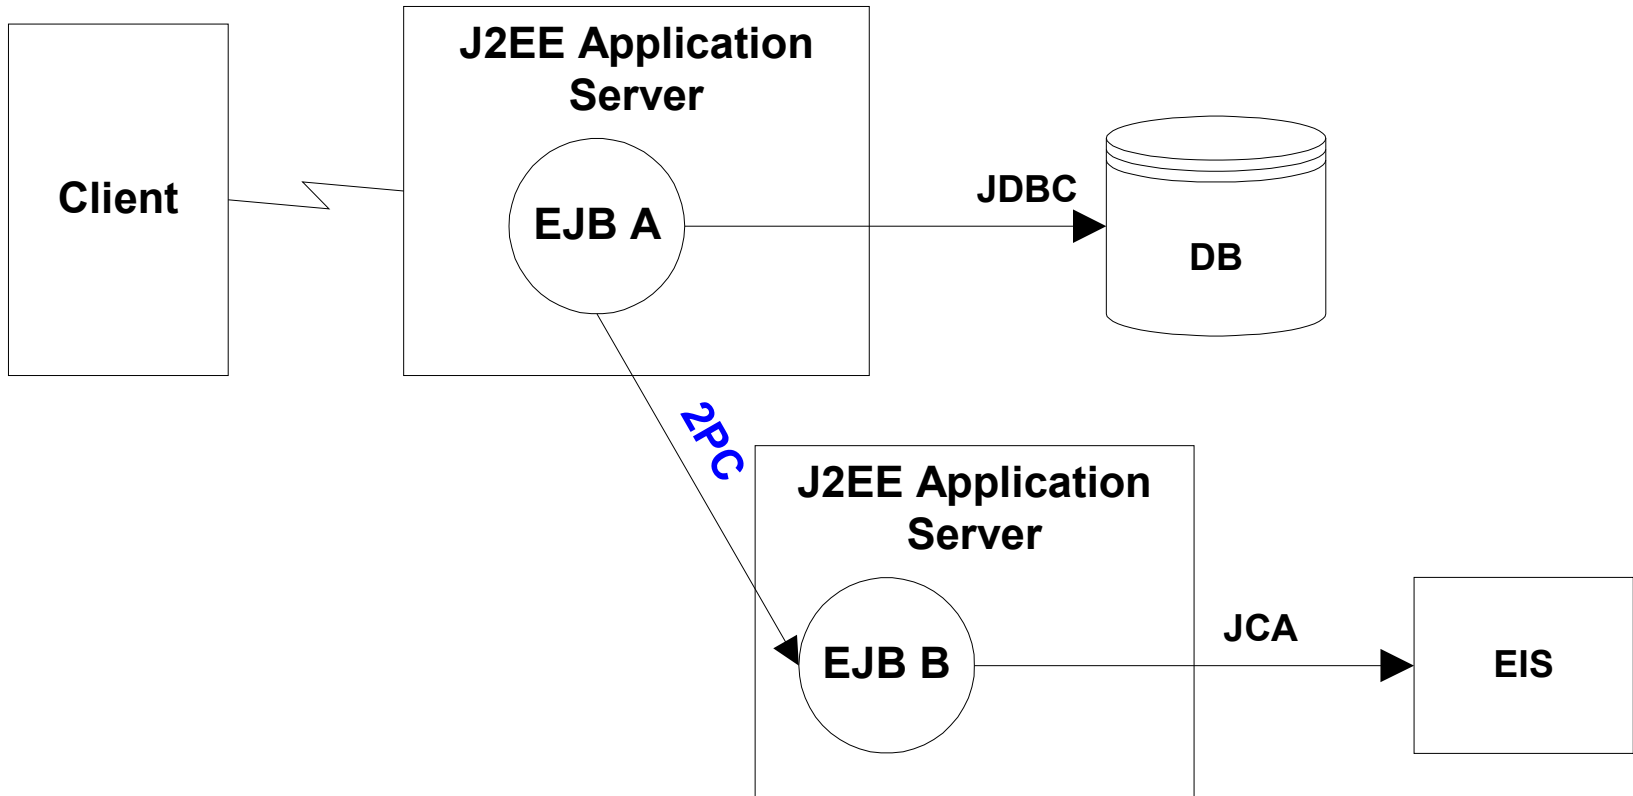 J2EE Application
Server
Client
EJB A
JDBC
DB
2PC
J2EE Application
Server
EJB B
JCA
EIS